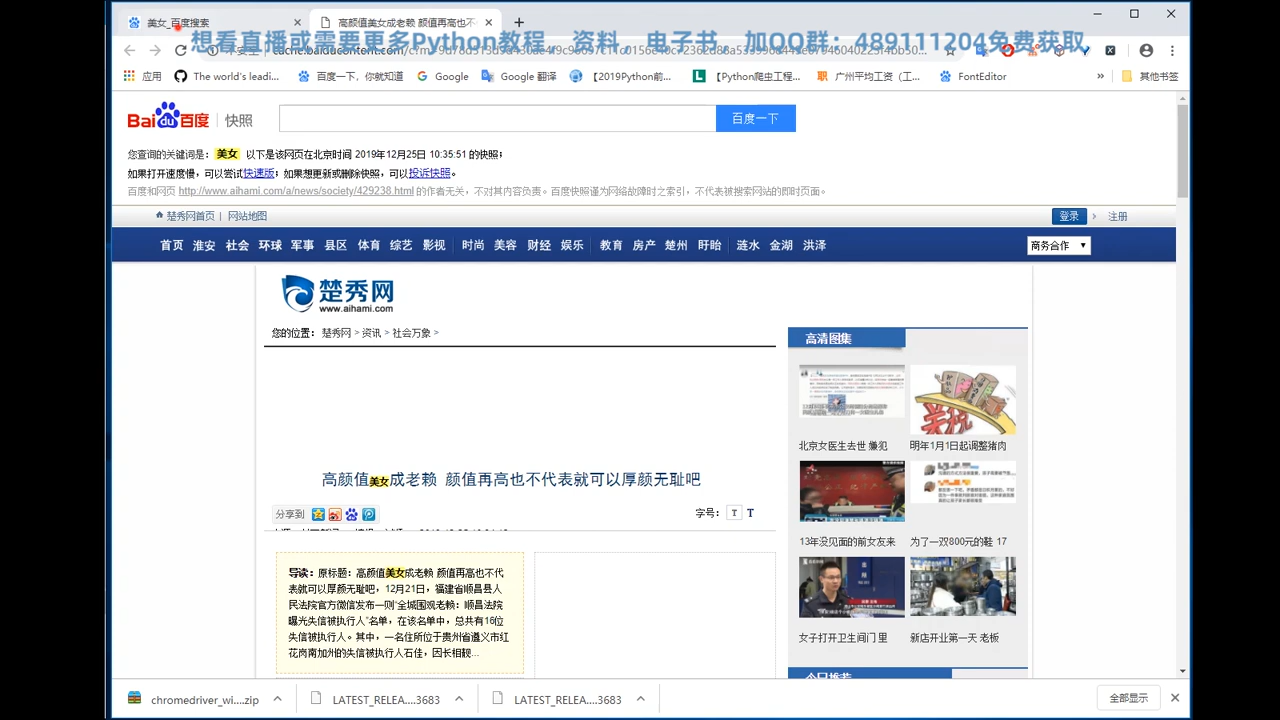 美女_百度搜索
高颜值美女成老赖 颜值再高也不
想看直播或需要更多Python教程、资料。电子书。加QQ群：489111204免费获取
应用
The world's leadi...
百度一下，你就知道
Google
Google 翻译
【2019Python前...
【Python爬虫工程...
广州平均工资（工...
FontEditor
»
其他书签
Bai du 百度 快照
百度一下
您查询的关键词是： 美女 以下是该网页在北京时间 2019年12月25日 10:35:51 的快照；
如果打开速度慢，可以尝试快速版；如果想更新或删除快照，可以投诉快照。
百度和网页 http://www.aihami.com/a/news/society/429238.html 的作者无关，不对其内容负责。百度快照谨为网络故障时之索引，不代表被搜索网站的即时页面。
楚秀网首页 | 网站地图
登录 注册
首页 淮安 社会 环球 军事 县区 体育 综艺 影视 时尚 美容 财经 娱乐 教育 房产 楚州 盱眙 涟水 金湖 洪泽
商务合作
楚秀网
www.aihami.com
您的位置： 楚秀网 > 资讯 > 社会万象 >
高颜值美女成老赖 颜值再高也不代表就可以厚颜无耻吧
分享到
字号： T T
导读：原标题：高颜值美女成老赖 颜值再高也不代
表就可以厚颜无耻吧，12月21日，福建省顺昌县人
民法院官方微信发布一则"全城围观老赖：顺昌法院
曝光失信被执行人"名单，在该名单中，总共有16位
失信被执行人。其中，一名住所位于贵州省遵义市红
花岗南加州的失信被执行人石佳，因长相靓...
高清图集
北京女医生去世 嫌犯
明年1月1日起调整猪肉
关税
13年没见面的前女友来
为了一双800元的鞋 17
女子打开卫生间门 里
新店开业第一天 老板
今日推荐
chromedriver_wi....zip
LATEST_RELEA....3683
LATEST_RELEA....3683
全部显示